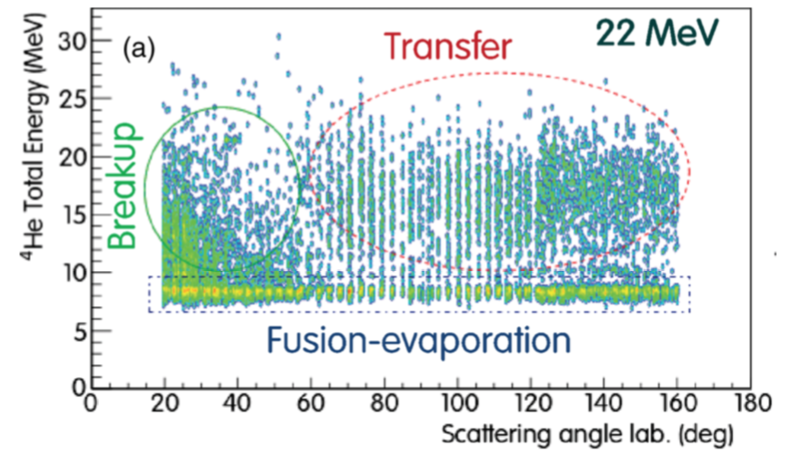 (a)
Transfer
22 MeV
⁴He Total Energy (MeV)
30
25
20
15
10
5
0
Breakup
Fusion-evaporation
0 20 40 60 80 100 120 140 160 180
Scattering angle lab. (deg)